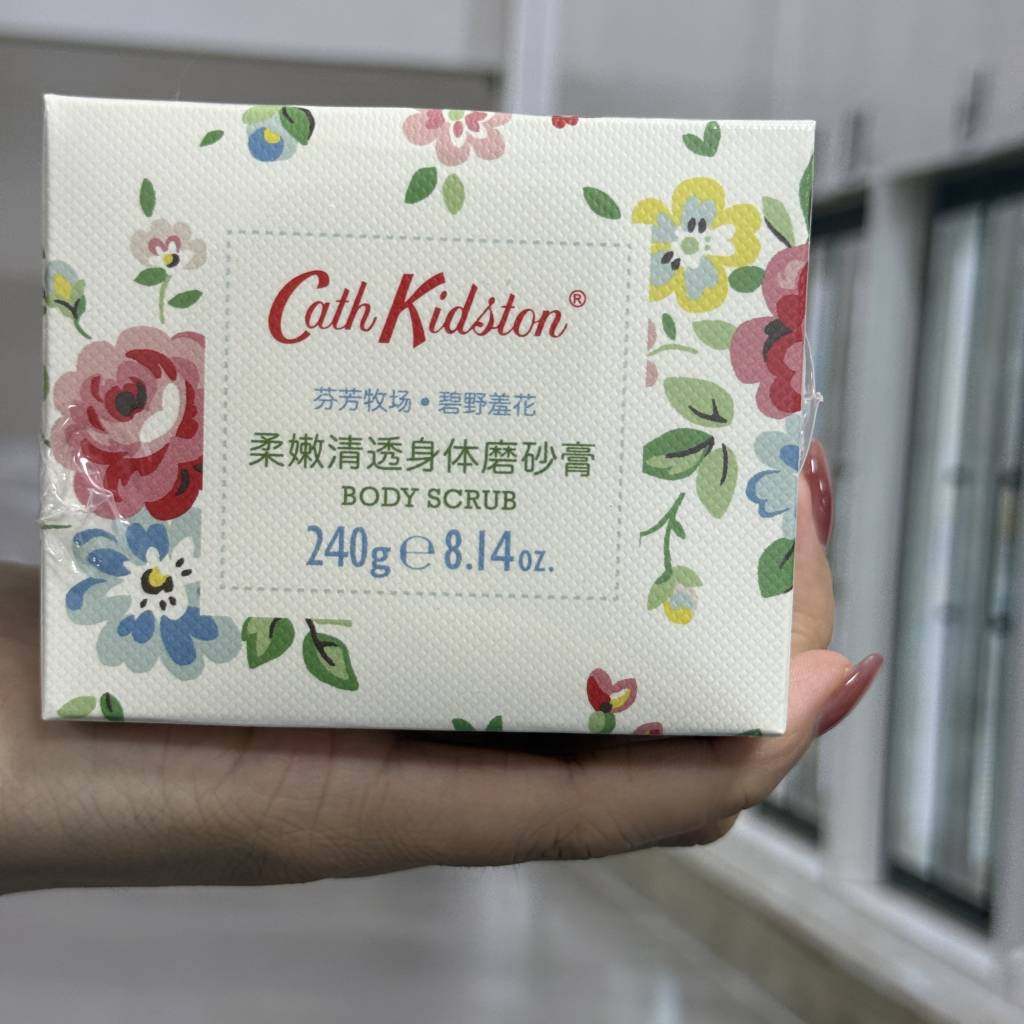 Cath Kidston®
芬芳牧场•碧野羞花
柔嫩清透身体磨砂膏
BODY SCRUB
240g℮8.14oz.